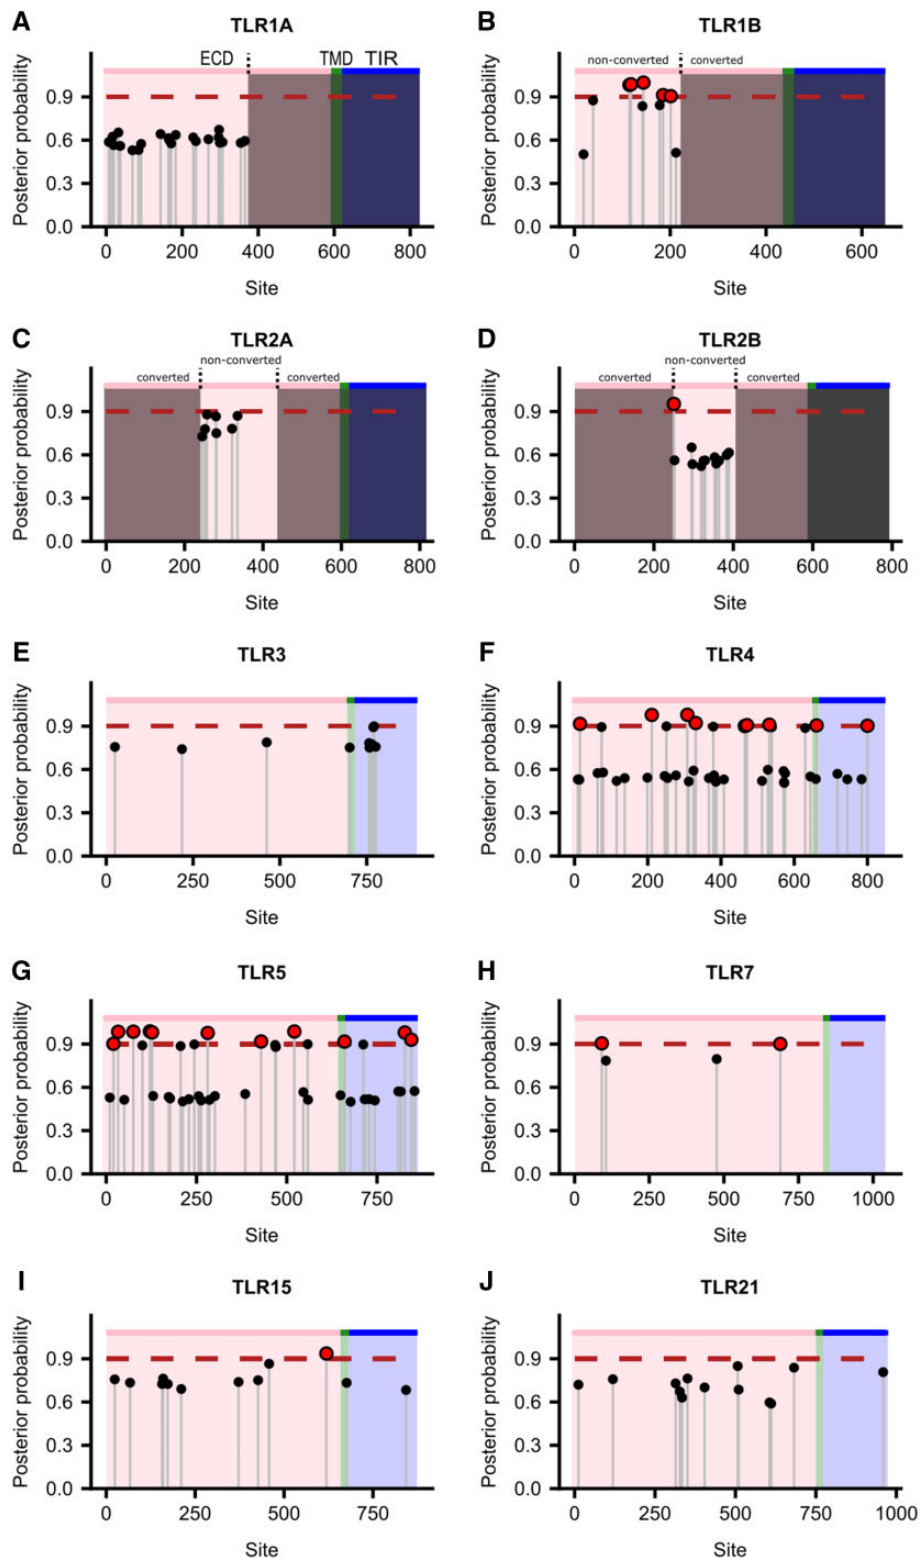 A
TLR1A
ECD
TMD
TIR
Posterior probability
0.9
0.6
0.3
0.0
0
200
400
600
800
Site
B
TLR1B
non-converted
converted
Posterior probability
0.9
0.6
0.3
0.0
0
200
400
600
Site
C
TLR2A
non-converted
converted
converted
Posterior probability
0.9
0.6
0.3
0.0
0
200
400
600
800
Site
D
TLR2B
non-converted
converted
converted
Posterior probability
0.9
0.6
0.3
0.0
0
200
400
600
800
Site
E
TLR3
Posterior probability
0.9
0.6
0.3
0.0
0
250
500
750
Site
F
TLR4
Posterior probability
0.9
0.6
0.3
0.0
0
200
400
600
800
Site
G
TLR5
Posterior probability
0.9
0.6
0.3
0.0
0
250
500
750
Site
H
TLR7
Posterior probability
0.9
0.6
0.3
0.0
0
250
500
750
1000
Site
I
TLR15
Posterior probability
0.9
0.6
0.3
0.0
0
250
500
750
Site
J
TLR21
Posterior probability
0.9
0.6
0.3
0.0
0
250
500
750
1000
Site